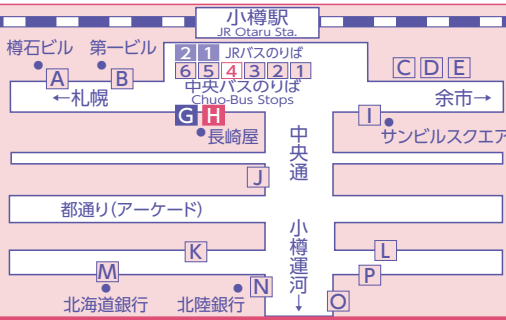 小樽駅
JR Otaru Sta.
樽石ビル 第一ビル
2 1 JRバスのりば
6 5 4 3 2 1
中央バスのりば
Chuo-Bus Stops
A B
C D E
←札幌
余市→
G H
I
長崎屋
サンビルスクエア
中央通
J
都通り(アーケード)
小樽運河→
K
L
M
P
N
O
北海道銀行 北陸銀行